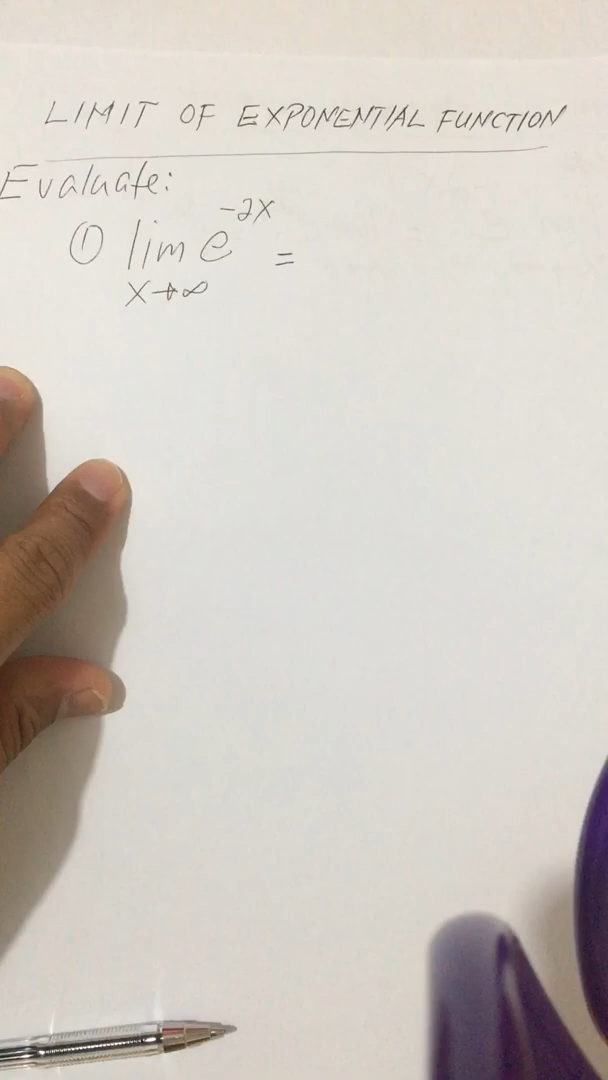 LIMIT OF EXPONENTIAL FUNCTION
Evaluate:
① lim e^-2x =
x→∞